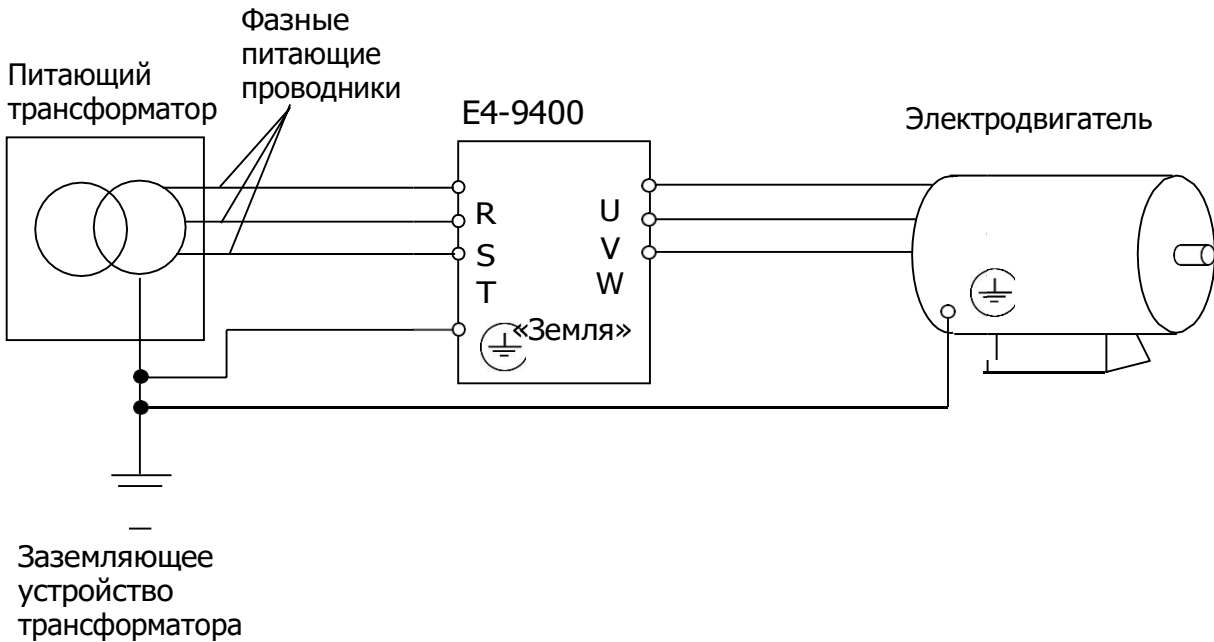 Фазные
питающие
проводники
Питающий
трансформатор
E4-9400
Электродвигатель
R
S
T
U
V
W
«Земля»
Заземляющее
устройство
трансформатора